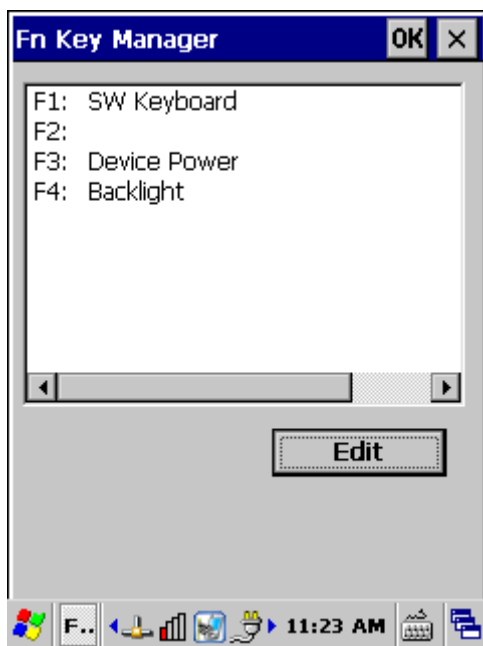 Fn Key Manager OK ×
F1: SW Keyboard
F2:
F3: Device Power
F4: Backlight
Edit
F.. 11:23 AM